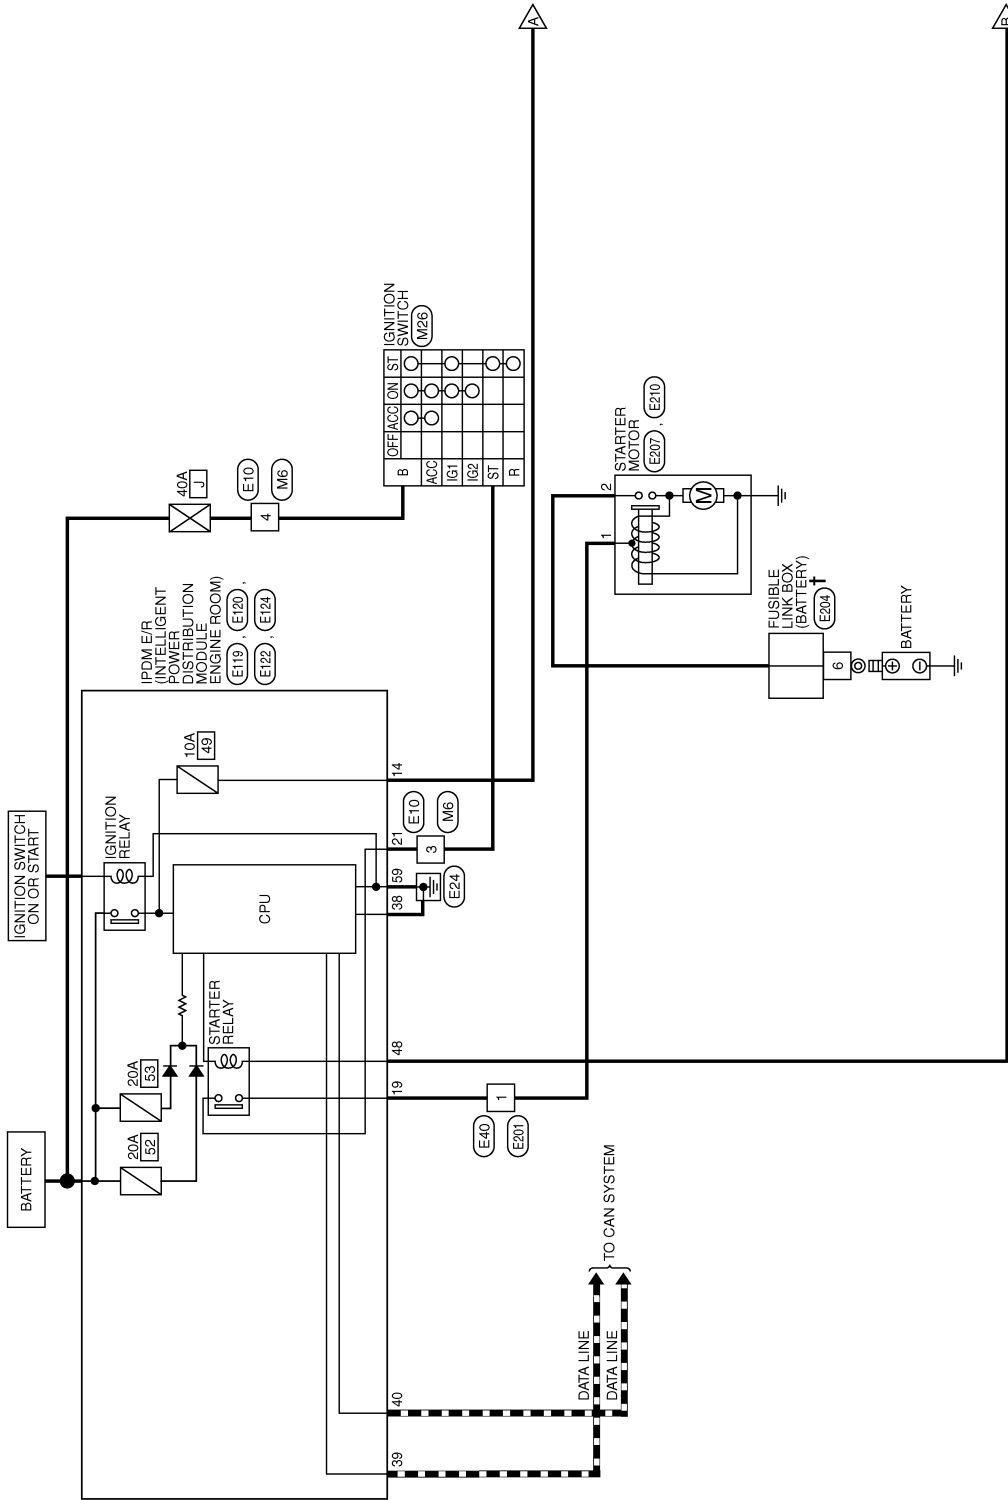 A
B
BATTERY
IGNITION SWITCH
ON OR START
20A
52
20A
53
STARTER
RELAY
CPU
IGNITION
RELAY
10A
49
IPDM E/R
(INTELLIGENT
POWER
DISTRIBUTION
MODULE
ENGINE ROOM)
E119 , E120 ,
E122 , E124
40A
J
4
E10
M6
IGNITION
SWITCH
M26
OFF ACC ON ST
B
ACC
IG1
IG2
ST
R
39
40
19
48
38
59
21
14
E24
3
E10
M6
E40
E201
1
DATA LINE
DATA LINE
TO CAN SYSTEM
STARTER
MOTOR
E207 , E210
1
2
M
FUSIBLE
LINK BOX
(BATTERY)
E204
6
BATTERY
+
−